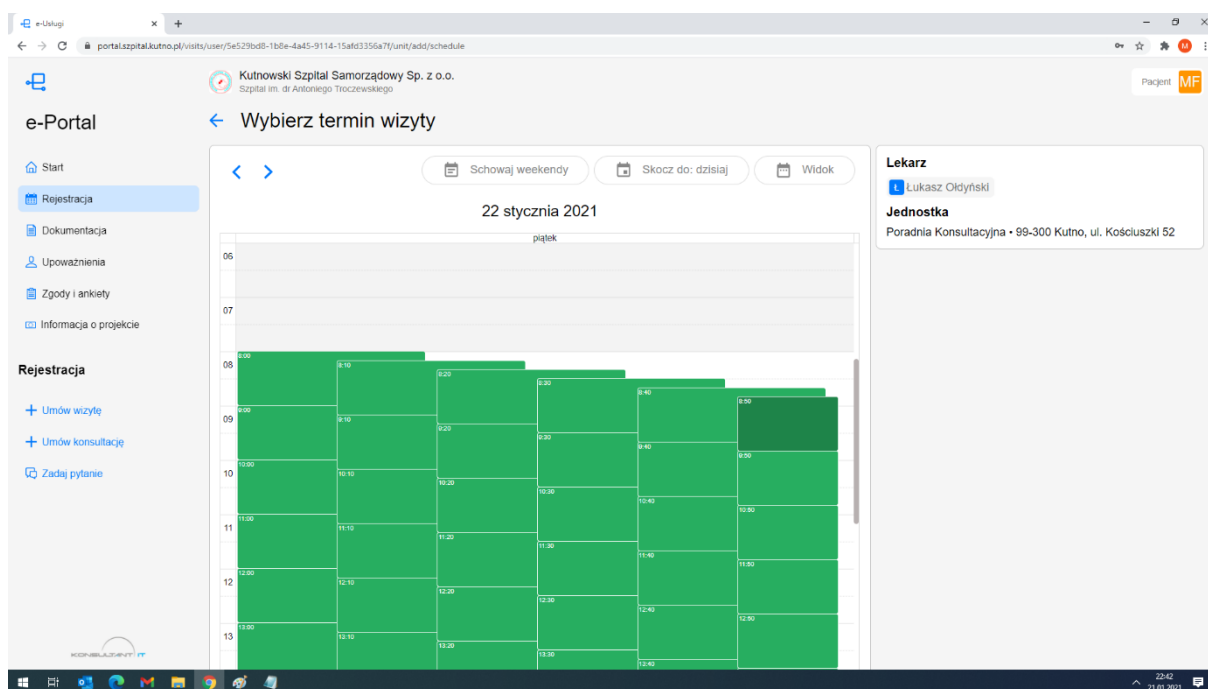 e-Usługi
portal.szpital.kutno.pl/visits/user/5e529bd8-1b8e-4a45-9114-15afd3356a7f/unit/add/schedule
M
Kutnowski Szpital Samorządowy Sp. z o.o.
Szpital im. dr Antoniego Troczewskiego
Pacjent MF
e-Portal
Wybierz termin wizyty
Start
Rejestracja
Dokumentacja
Upoważnienia
Zgody i ankiety
Informacja o projekcie
Rejestracja
Umów wizytę
Umów konsultację
Zadaj pytanie
KONSULTANT IT
Schowaj weekendy
Skocz do: dzisiaj
Widok
22 stycznia 2021
piątek
06
07
08
8:00 8:10 8:20 8:30 8:40 8:50
09
9:00 9:10 9:20 9:30 9:40 9:50
10
10:00 10:10 10:20 10:30 10:40 10:50
11
11:00 11:10 11:20 11:30 11:40 11:50
12
12:00 12:10 12:20 12:30 12:40 12:50
13
13:00 13:10 13:20 13:30 13:40
Lekarz
Ł Łukasz Ołdyński
Jednostka
Poradnia Konsultacyjna • 99-300 Kutno, ul. Kościuszki 52
22:42
21.01.2021